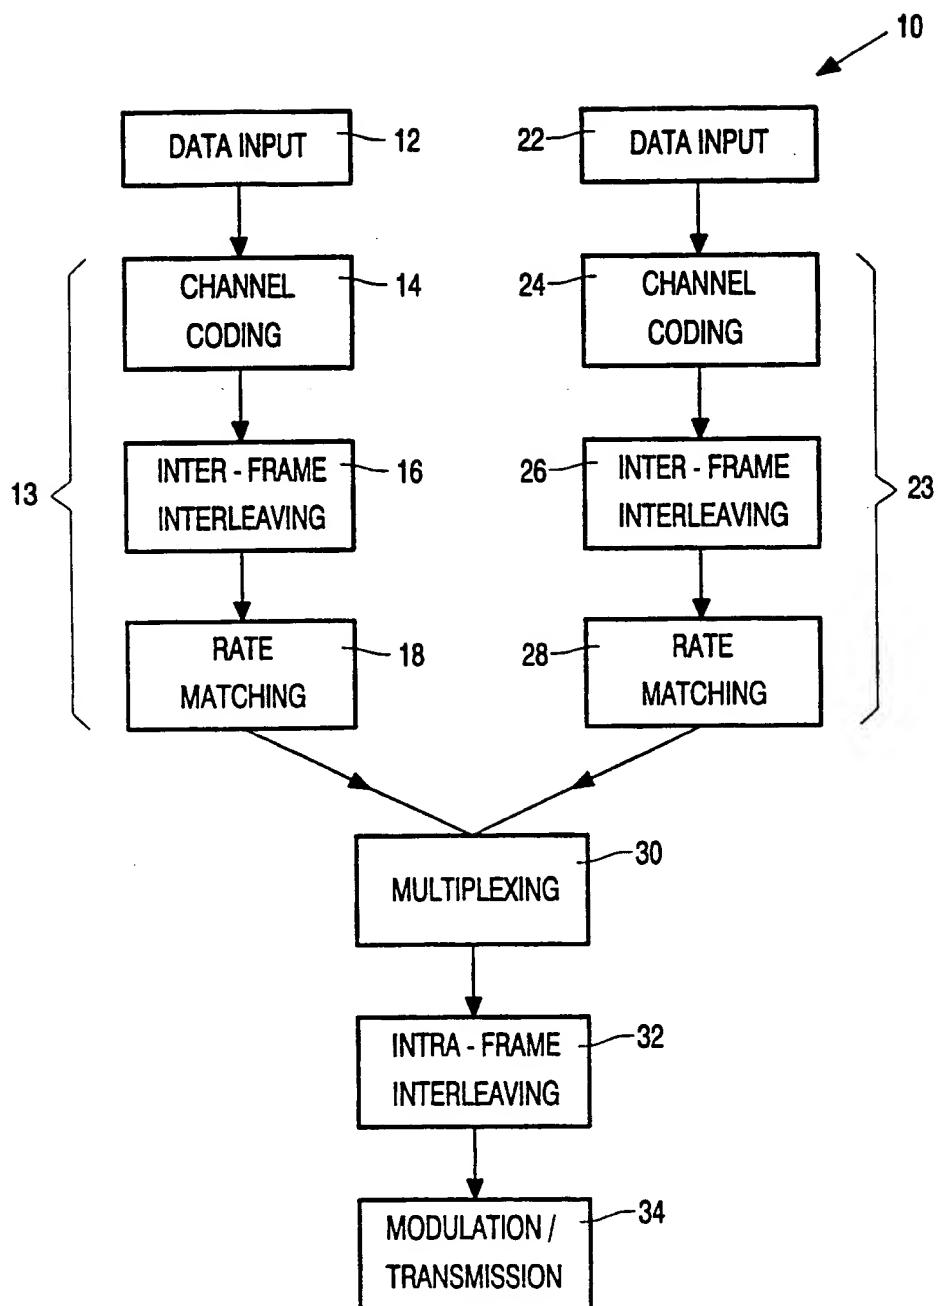 10
DATA INPUT
12
22
DATA INPUT
CHANNEL
CODING
14
24
CHANNEL
CODING
13
INTER - FRAME
INTERLEAVING
16
26
INTER - FRAME
INTERLEAVING
23
RATE
MATCHING
18
28
RATE
MATCHING
MULTIPLEXING
30
INTRA - FRAME
INTERLEAVING
32
MODULATION /
TRANSMISSION
34